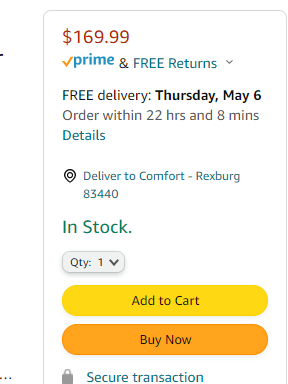 $169.99
prime & FREE Returns
FREE delivery: Thursday, May 6
Order within 22 hrs and 8 mins
Details
Deliver to Comfort - Rexburg
83440
In Stock.
Qty: 1
Add to Cart
Buy Now
... Secure transaction